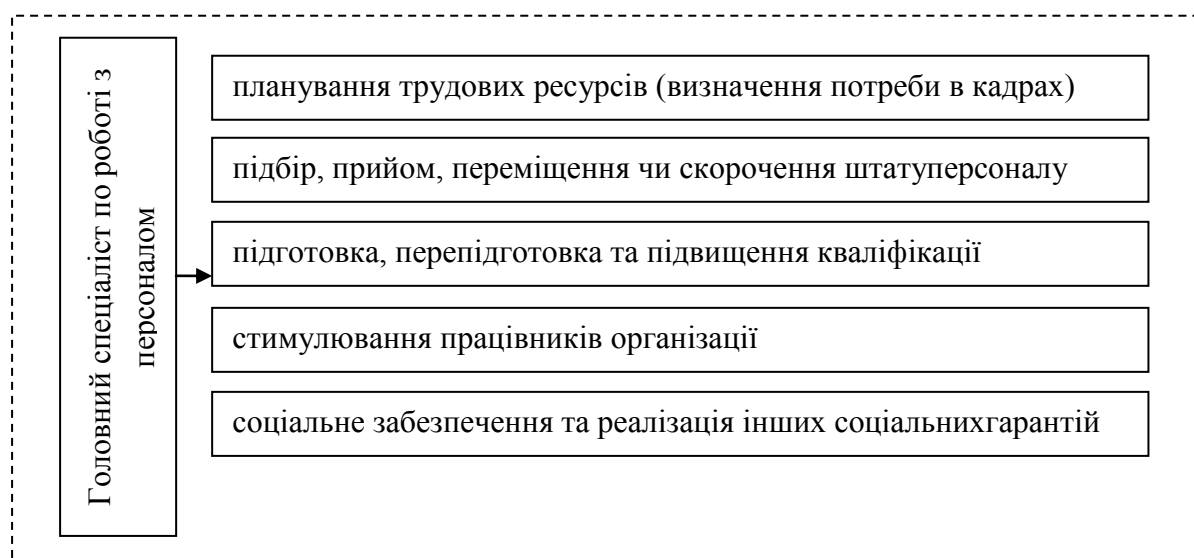 Головний спеціаліст по роботі з
персоналом
планування трудових ресурсів (визначення потреби в кадрах)
підбір, прийом, переміщення чи скорочення штатуперсоналу
підготовка, перепідготовка та підвищення кваліфікації
стимулювання працівників організації
соціальне забезпечення та реалізація інших соціальнихгарантій